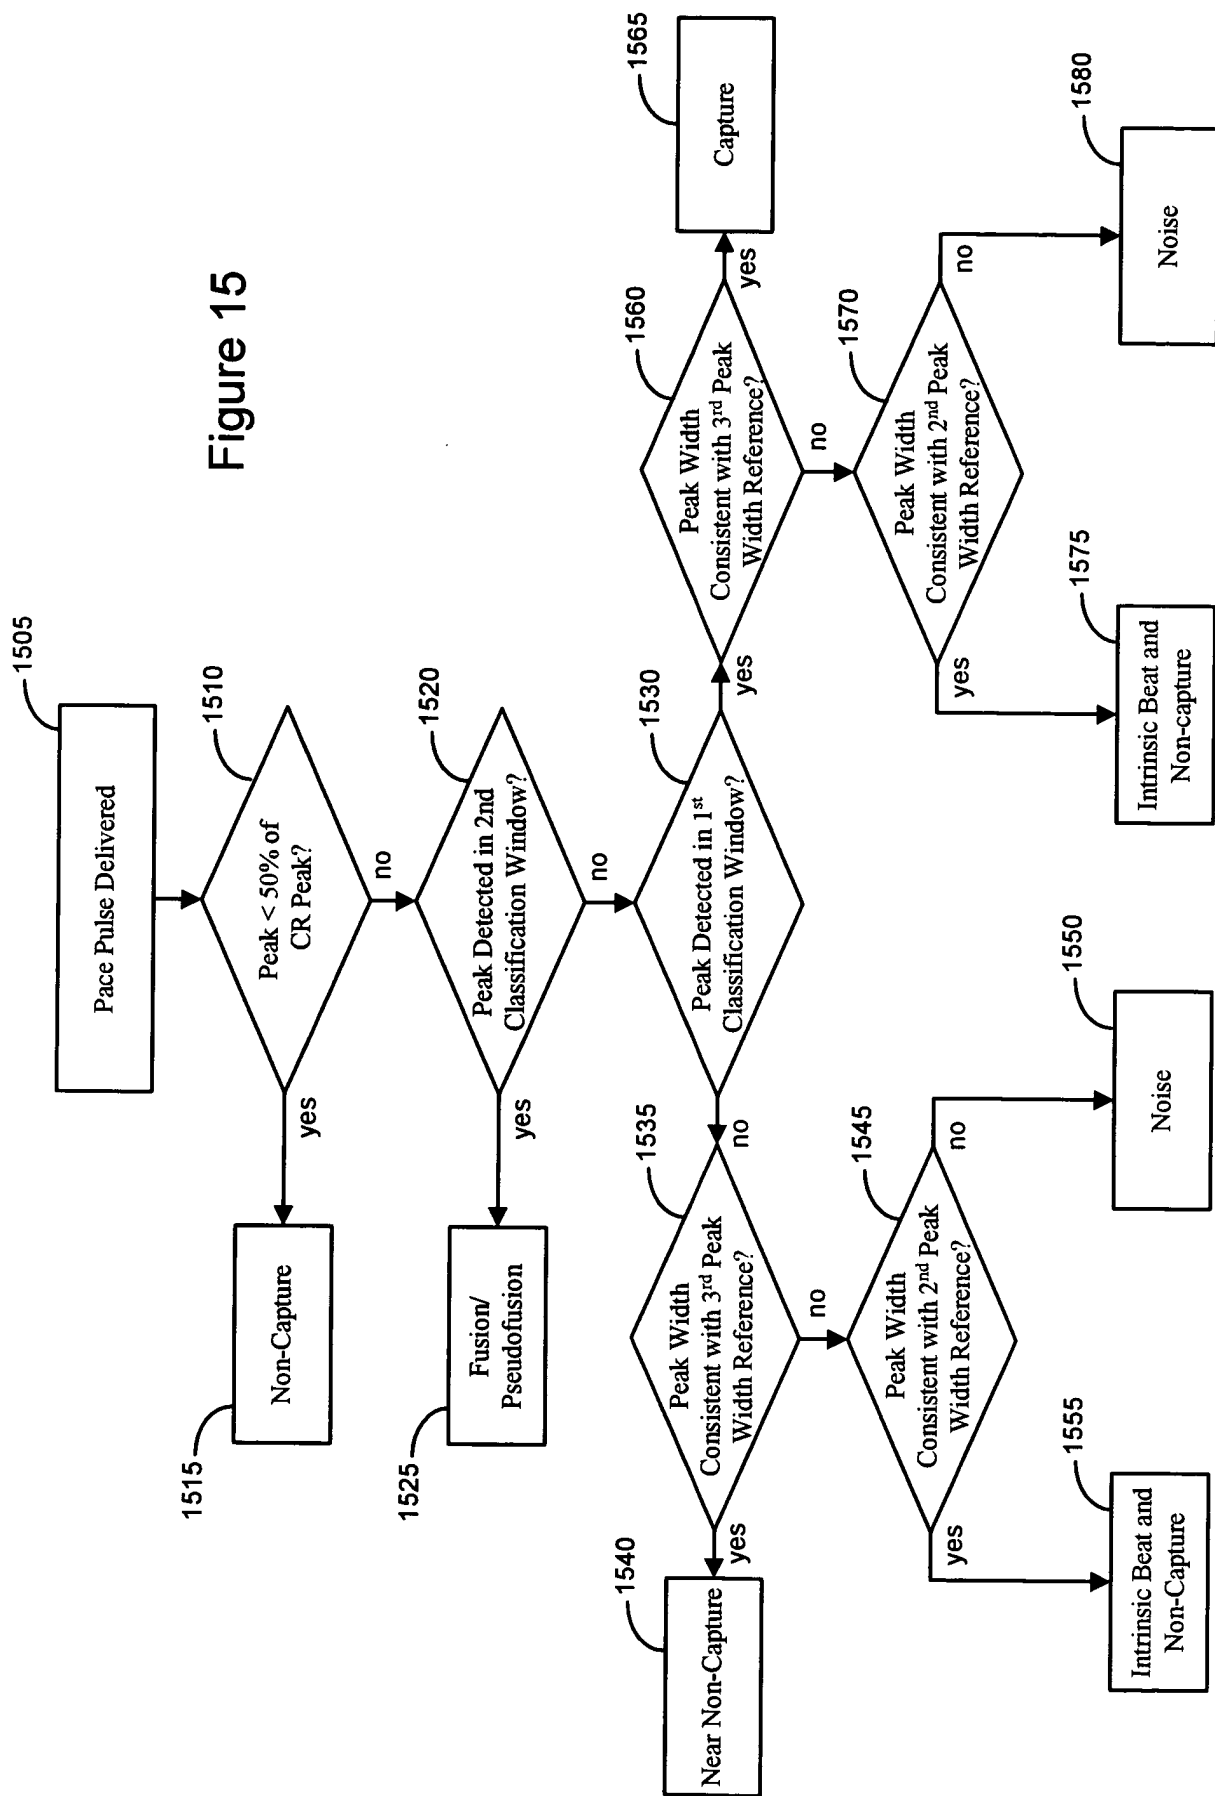 Figure 15
1505
Pace Pulse Delivered
1510
Peak < 50% of
CR Peak?
yes
no
1515
Non-Capture
1520
Peak Detected in 2nd
Classification Window?
yes
no
1525
Fusion/
Pseudofusion
1530
Peak Detected in 1st
Classification Window?
no
yes
1535
Peak Width
Consistent with 3rd Peak
Width Reference?
yes
no
1540
Near Non-Capture
1545
Peak Width
Consistent with 2nd Peak
Width Reference?
yes
no
1555
Intrinsic Beat and
Non-Capture
1550
Noise
1560
Peak Width
Consistent with 3rd Peak
Width Reference?
yes
no
1565
Capture
1570
Peak Width
Consistent with 2nd Peak
Width Reference?
yes
no
1575
Intrinsic Beat and
Non-capture
1580
Noise